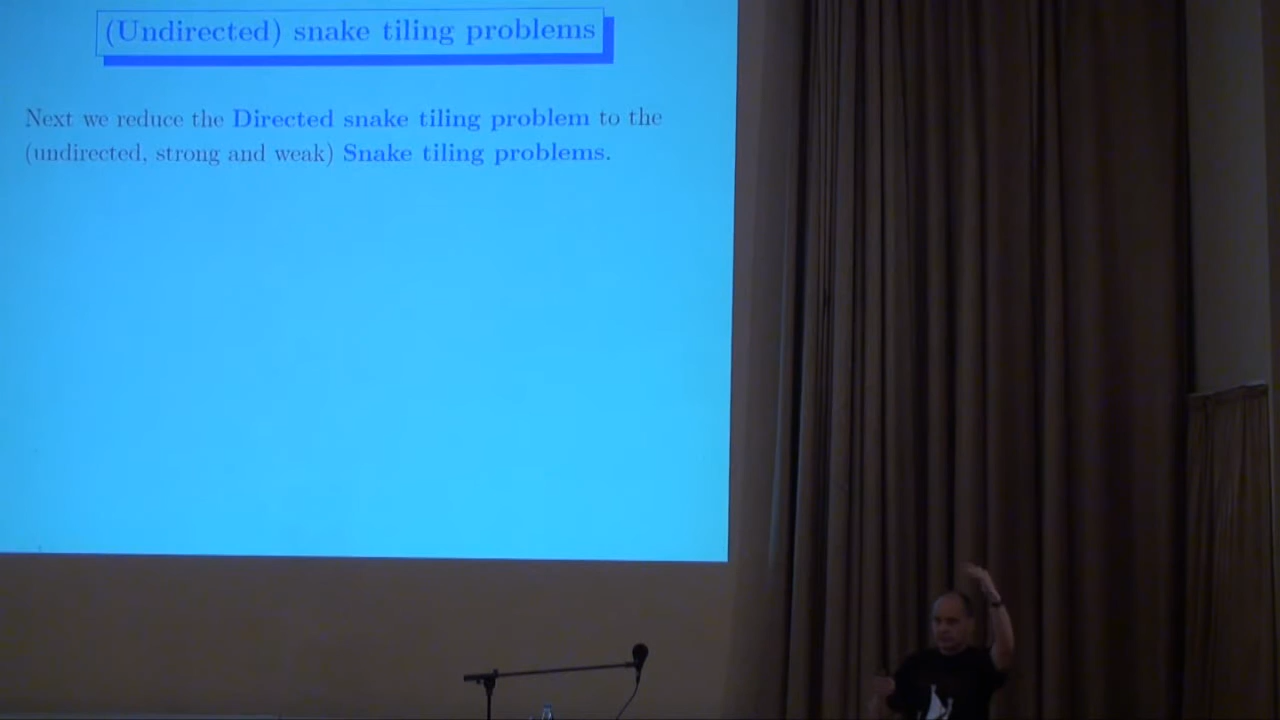 (Undirected) snake tiling problems
Next we reduce the Directed snake tiling problem to the
(undirected, strong and weak) Snake tiling problems.